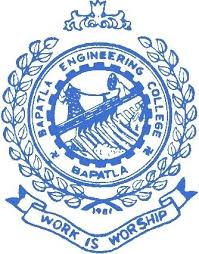 BAPATLA ENGINEERING COLLEGE
BAPATLA
1981
WORK IS WORSHIP